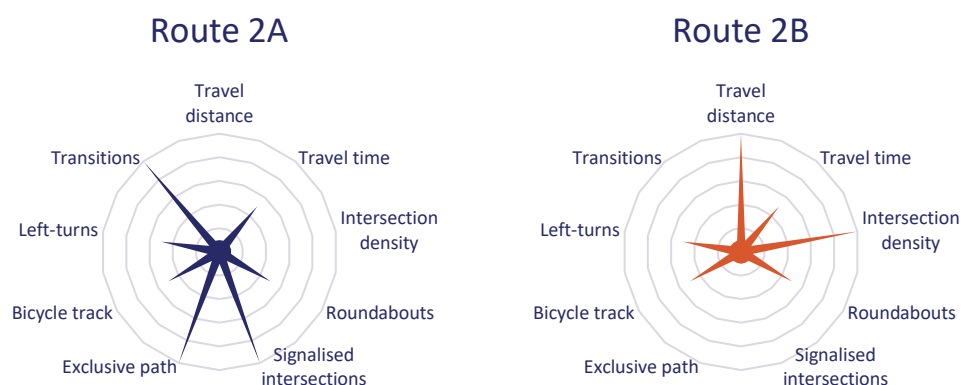 Route 2A
Travel
distance
Travel time
Intersection
density
Roundabouts
Signalised
intersections
Exclusive path
Bicycle track
Left-turns
Transitions
Route 2B
Travel
distance
Travel time
Intersection
density
Roundabouts
Signalised
intersections
Exclusive path
Bicycle track
Left-turns
Transitions